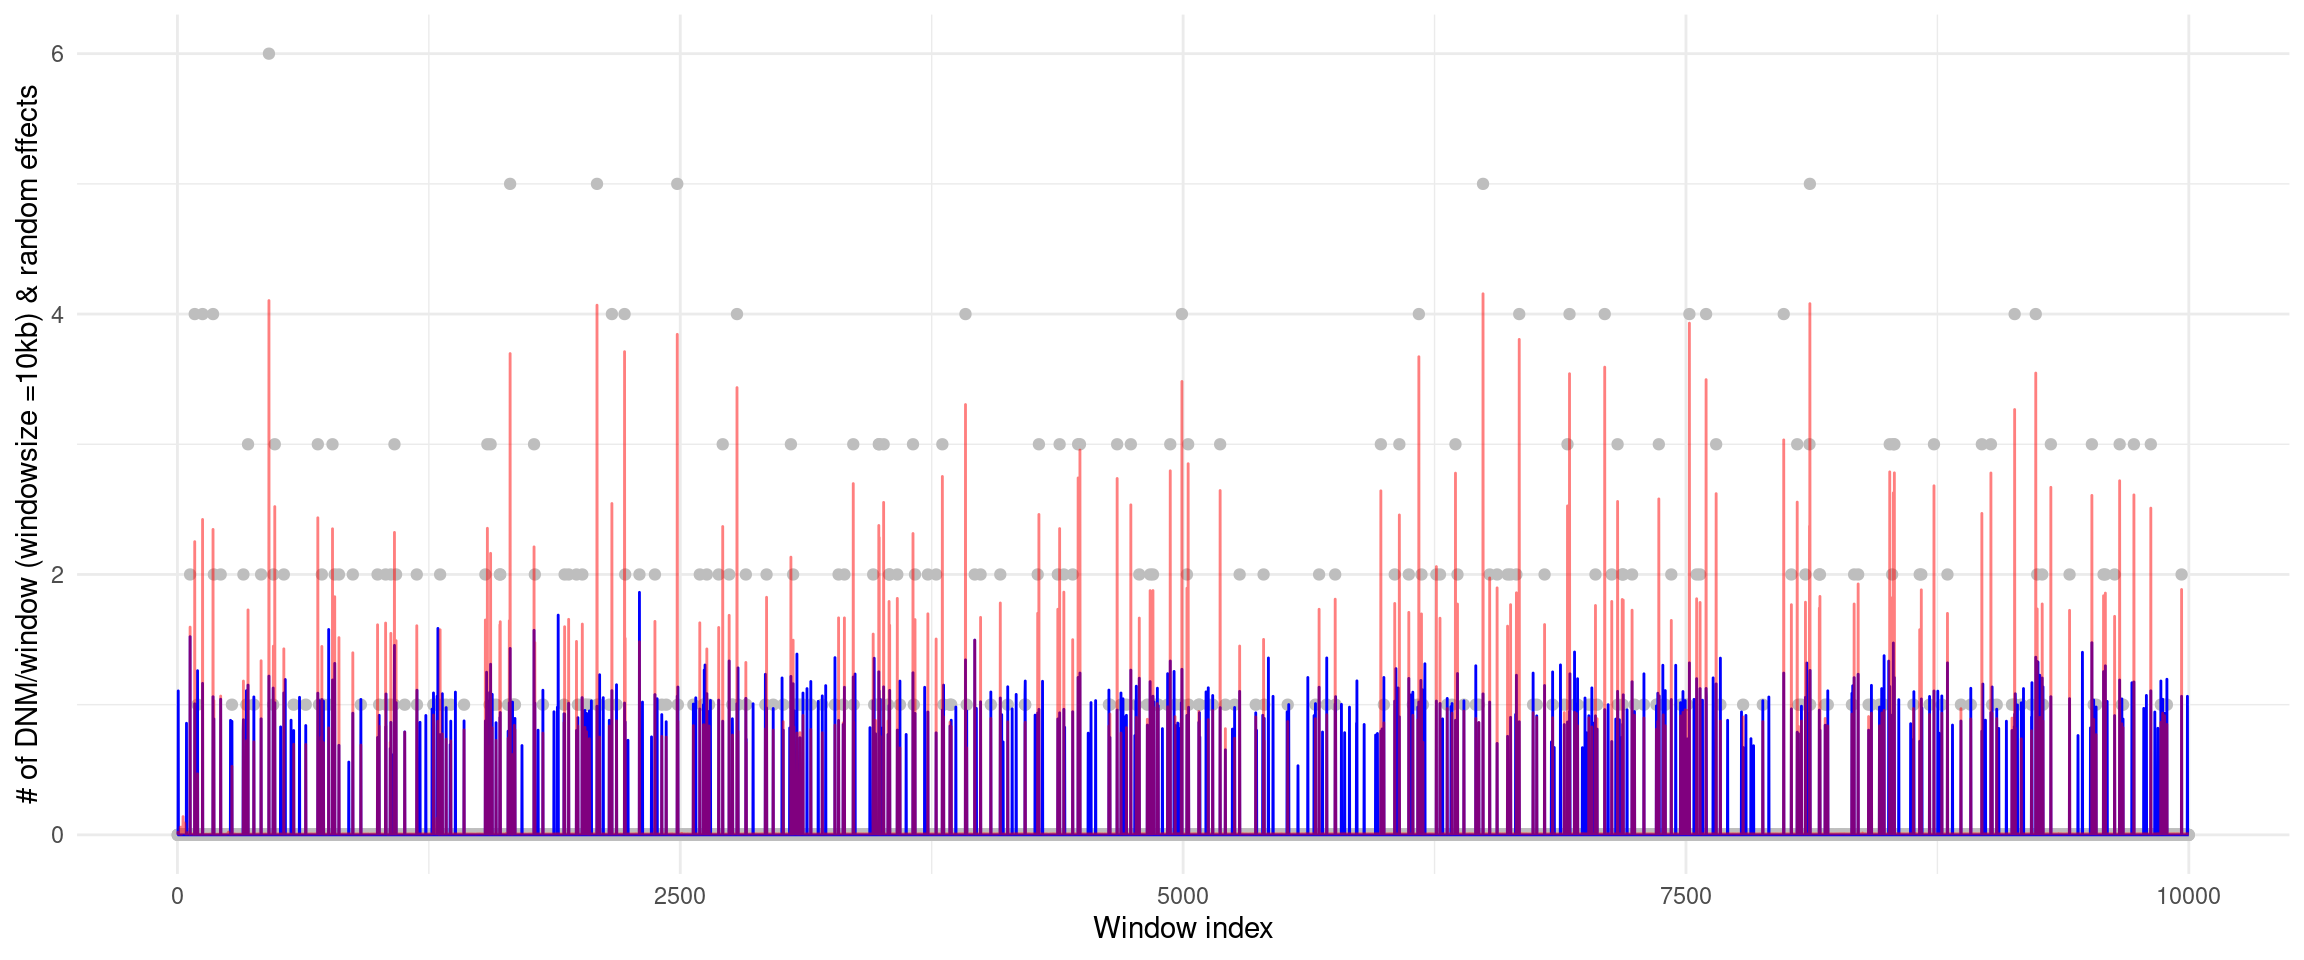 # of DNM/window (windowsize =10kb) & random effects
6
4
2
0
0 2500 5000 7500 10000
Window index